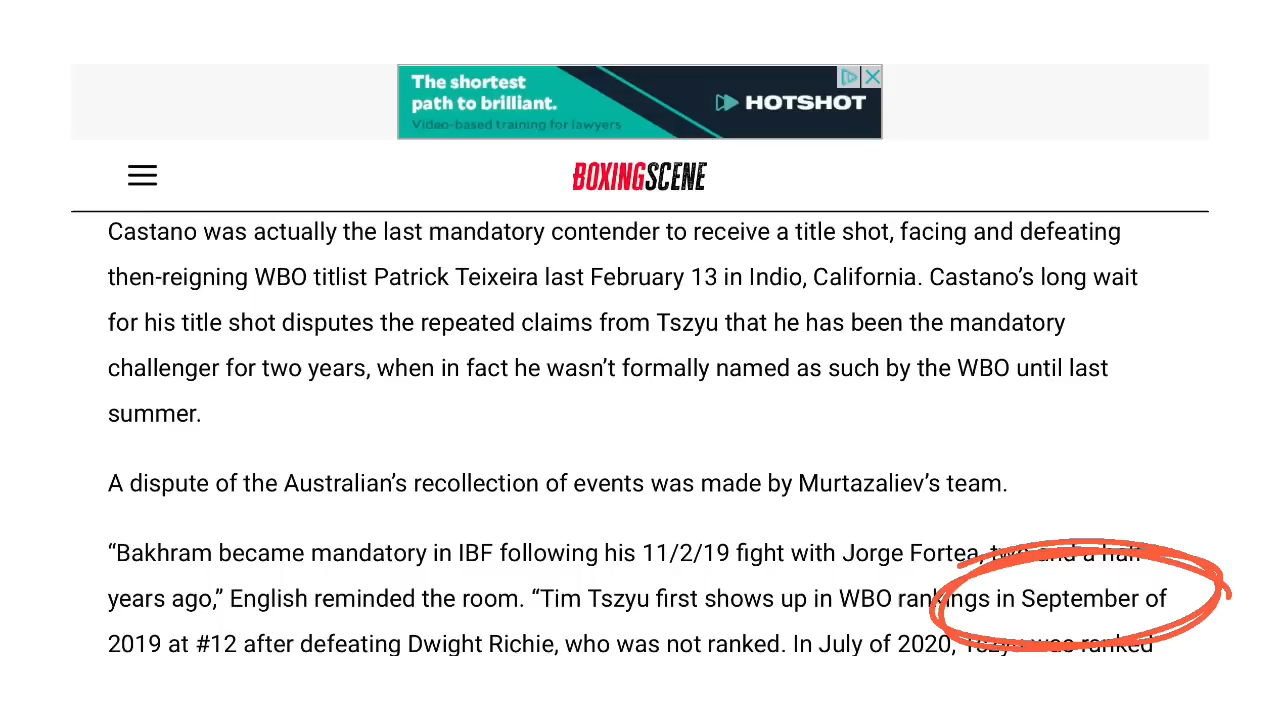 The shortest
path to brilliant.
Video-based training for lawyers
HOTSHOT
BOXINGSCENE
Castano was actually the last mandatory contender to receive a title shot, facing and defeating
then-reigning WBO titlist Patrick Teixeira last February 13 in Indio, California. Castano’s long wait
for his title shot disputes the repeated claims from Tszyu that he has been the mandatory
challenger for two years, when in fact he wasn’t formally named as such by the WBO until last
summer.
A dispute of the Australian’s recollection of events was made by Murtazaliev’s team.
“Bakhram became mandatory in IBF following his 11/2/19 fight with Jorge Fortea, two and a half
years ago,” English reminded the room. “Tim Tszyu first shows up in WBO rankings in September of
2019 at #12 after defeating Dwight Richie, who was not ranked. In July of 2020, Tszyu was ranked